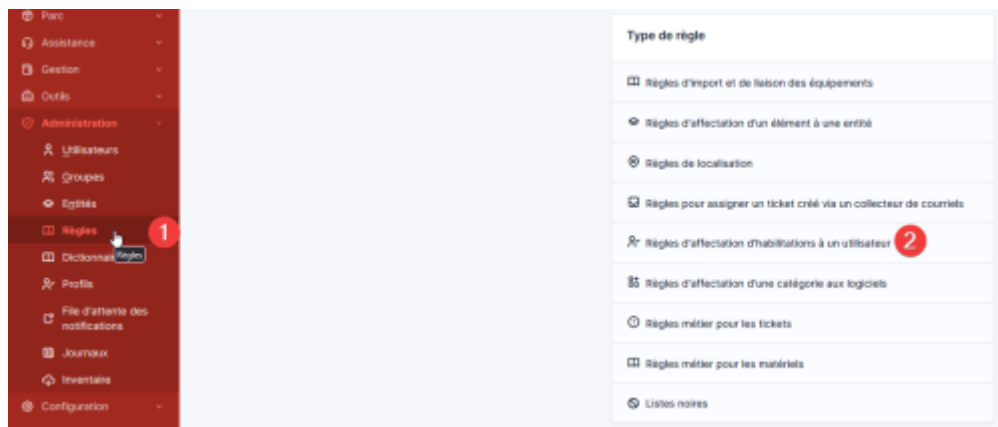 Parc
Assistance
Gestion
Outils
Administration
Utilisateurs
Groupes
Entités
Règles
1
Règles
Dictionnai
Profils
File d'attente des
notifications
Journaux
Inventaire
Configuration
Type de règle
Règles d'import et de liaison des équipements
Règles d'affectation d'un élément à une entité
Règles de localisation
Règles pour assigner un ticket créé via un collecteur de courriels
Règles d'affectation d'habilitations à un utilisateur
2
Règles d'affectation d'une catégorie aux logiciels
Règles métier pour les tickets
Règles métier pour les matériels
Listes noires